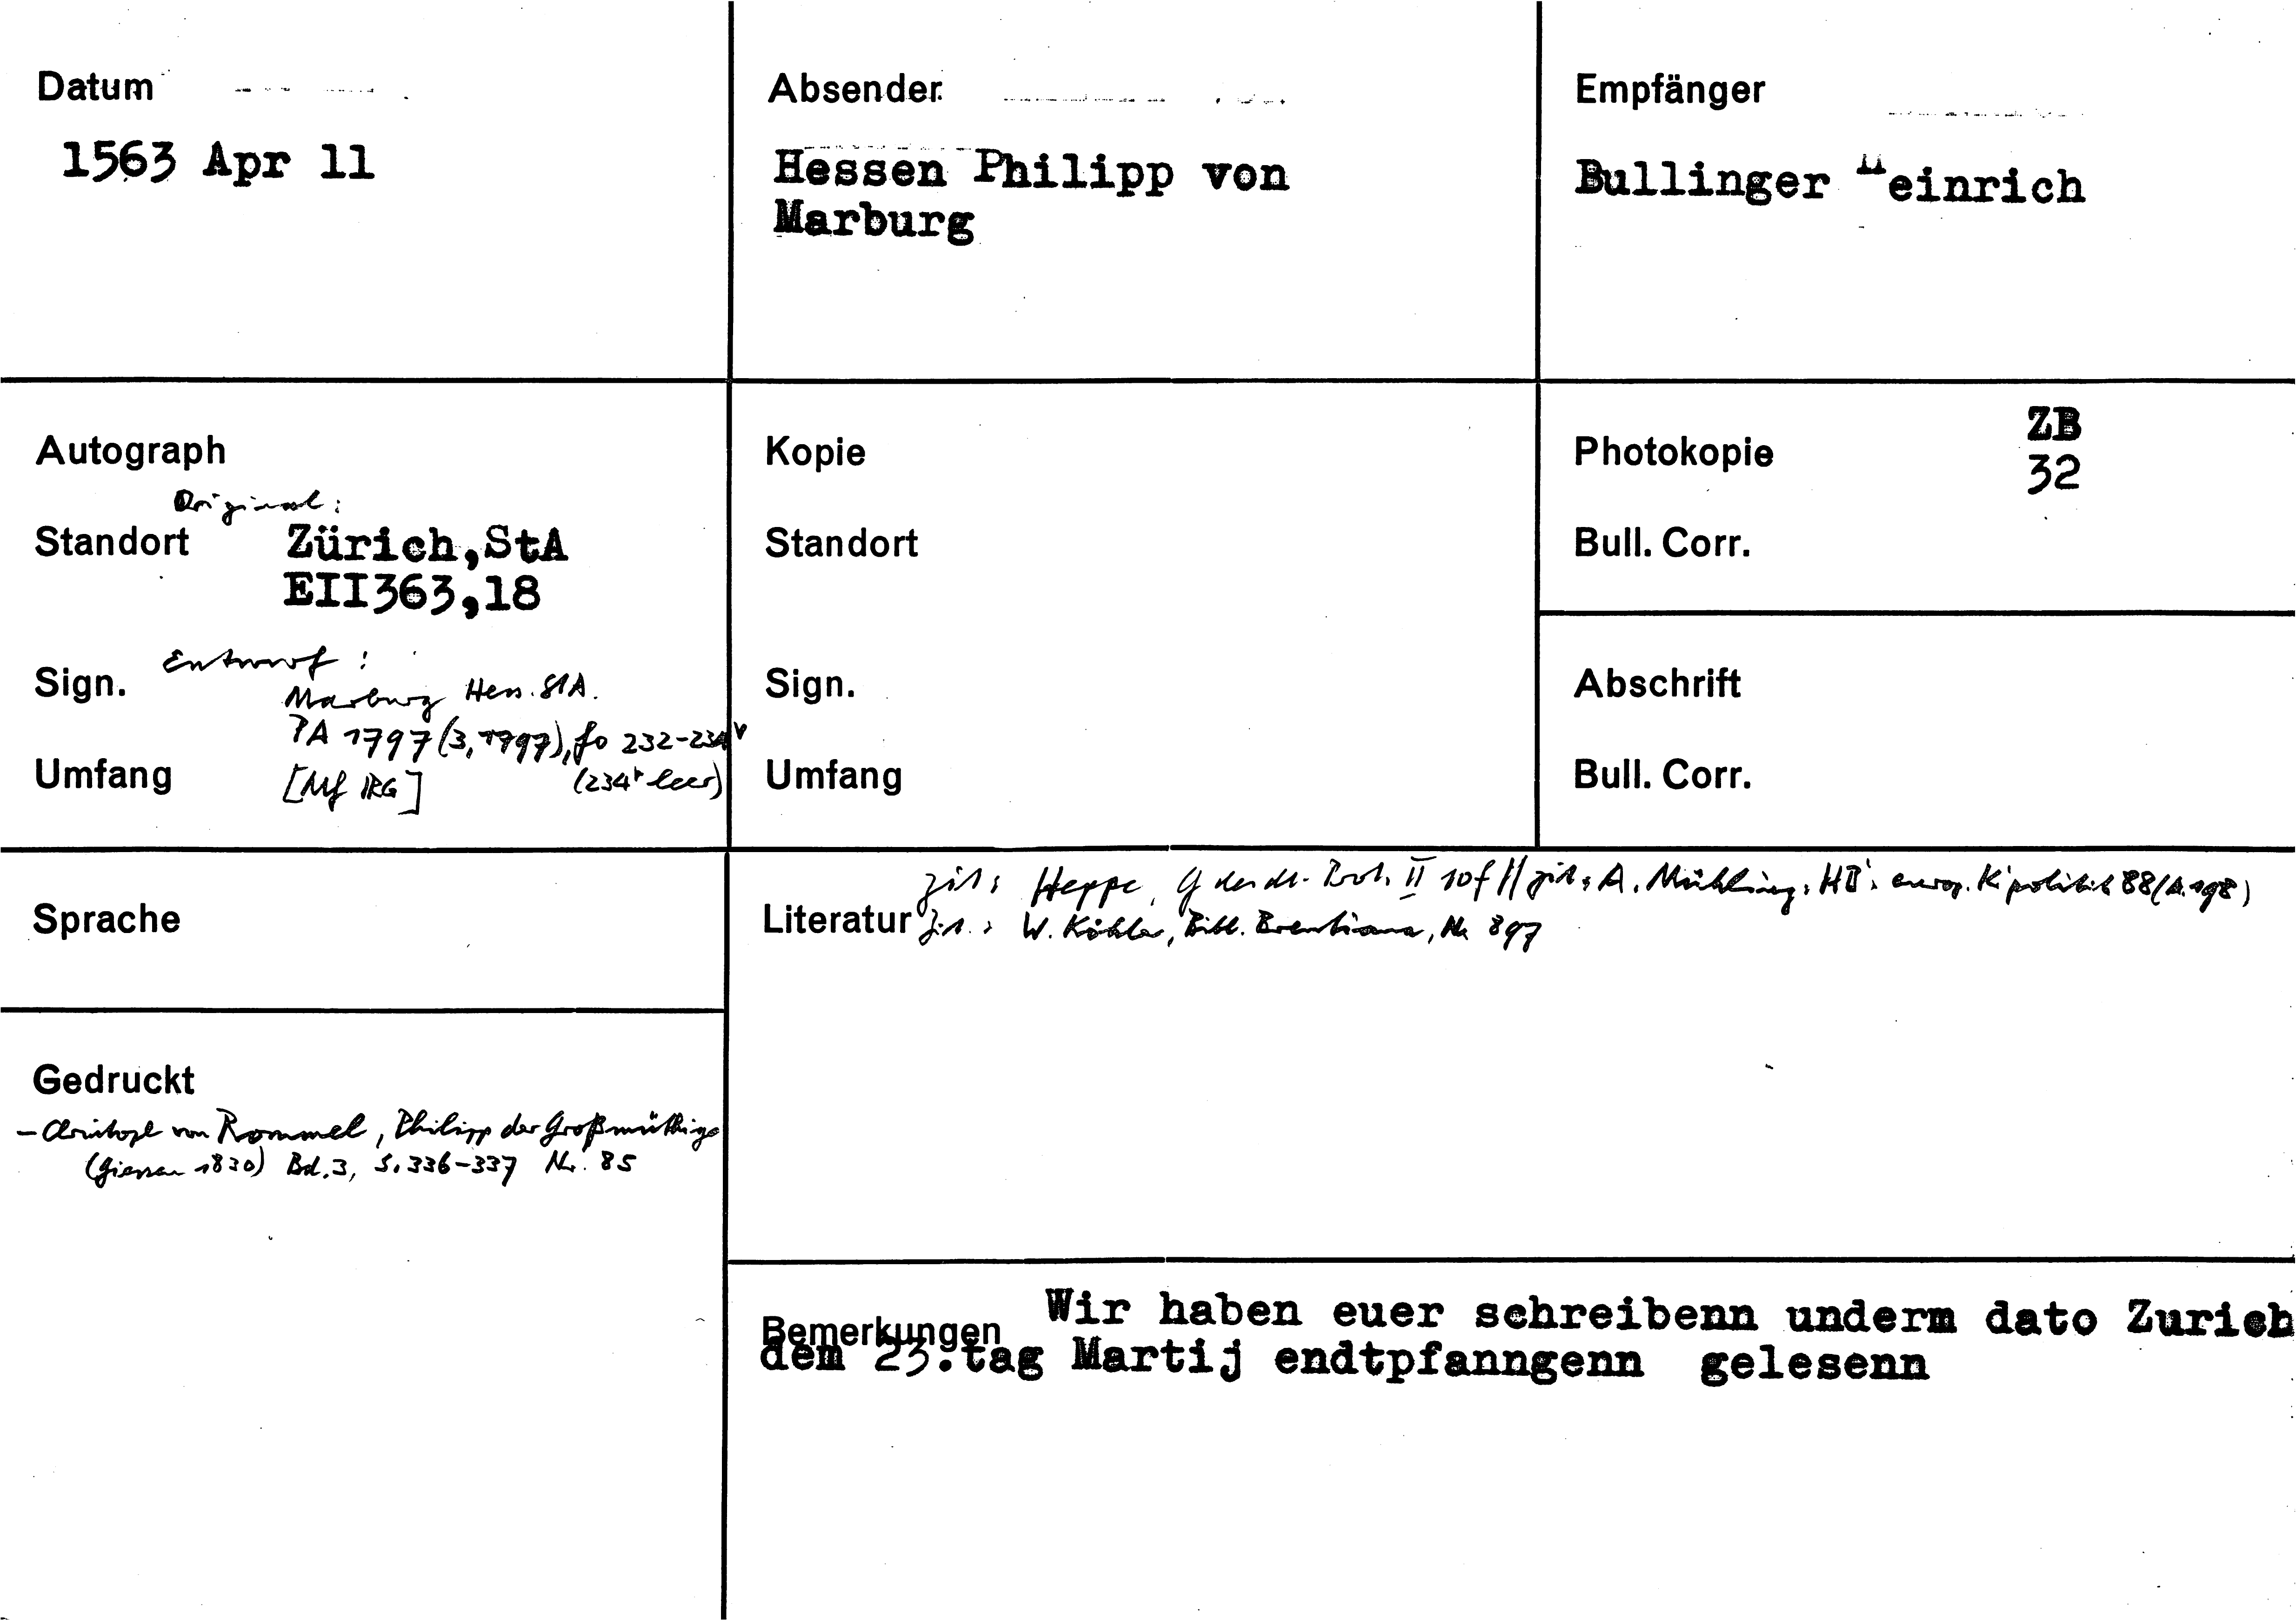 Datum
1563 Apr 11
Absender
Hessen Philipp von
Marburg
Empfänger
Bullinger Heinrich
Autograph
Original:
Standort Zürich,StA
EII363,18
Entwurf:
Sign. Marburg Hess. StA.
PA 1797 (3,1797), fo 232-234v
Umfang [Mf IRG] (234r leer)
Kopie
Standort
Sign.
Umfang
Photokopie ZB
32
Bull. Corr.
Abschrift
Bull. Corr.
Sprache
zit: Heppe, G des dt. Prot. II 10f // zit: A. Mühling, HB's europ. K'politik 88 (A.198)
Literatur zit.: W. Köhler, Bibl. Brentiana, Nr 897
Gedruckt
- Christoph von Rommel, Philipp der Großmüthige
(Giessen 1830) Bd.3, S.336-337 Nr. 85
Bemerkungen Wir haben euer schreibenn underm dato Zurich
dem 23.tag Martij endtpfanngenn gelesenn